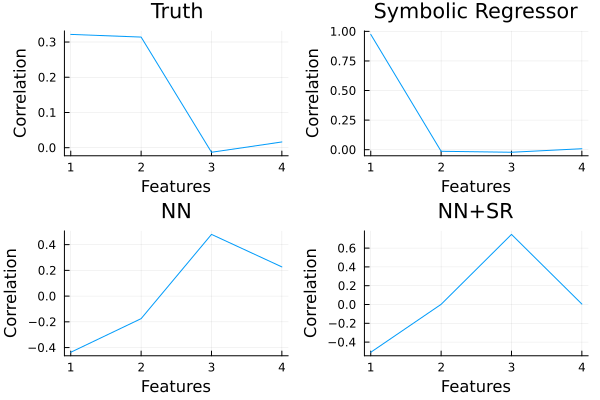 Truth
Correlation
0.3
0.2
0.1
0.0
1 2 3 4
Features
Symbolic Regressor
Correlation
1.00
0.75
0.50
0.25
0.00
1 2 3 4
Features
NN
Correlation
0.4
0.2
0.0
−0.2
−0.4
1 2 3 4
Features
NN+SR
Correlation
0.6
0.4
0.2
0.0
−0.2
−0.4
1 2 3 4
Features